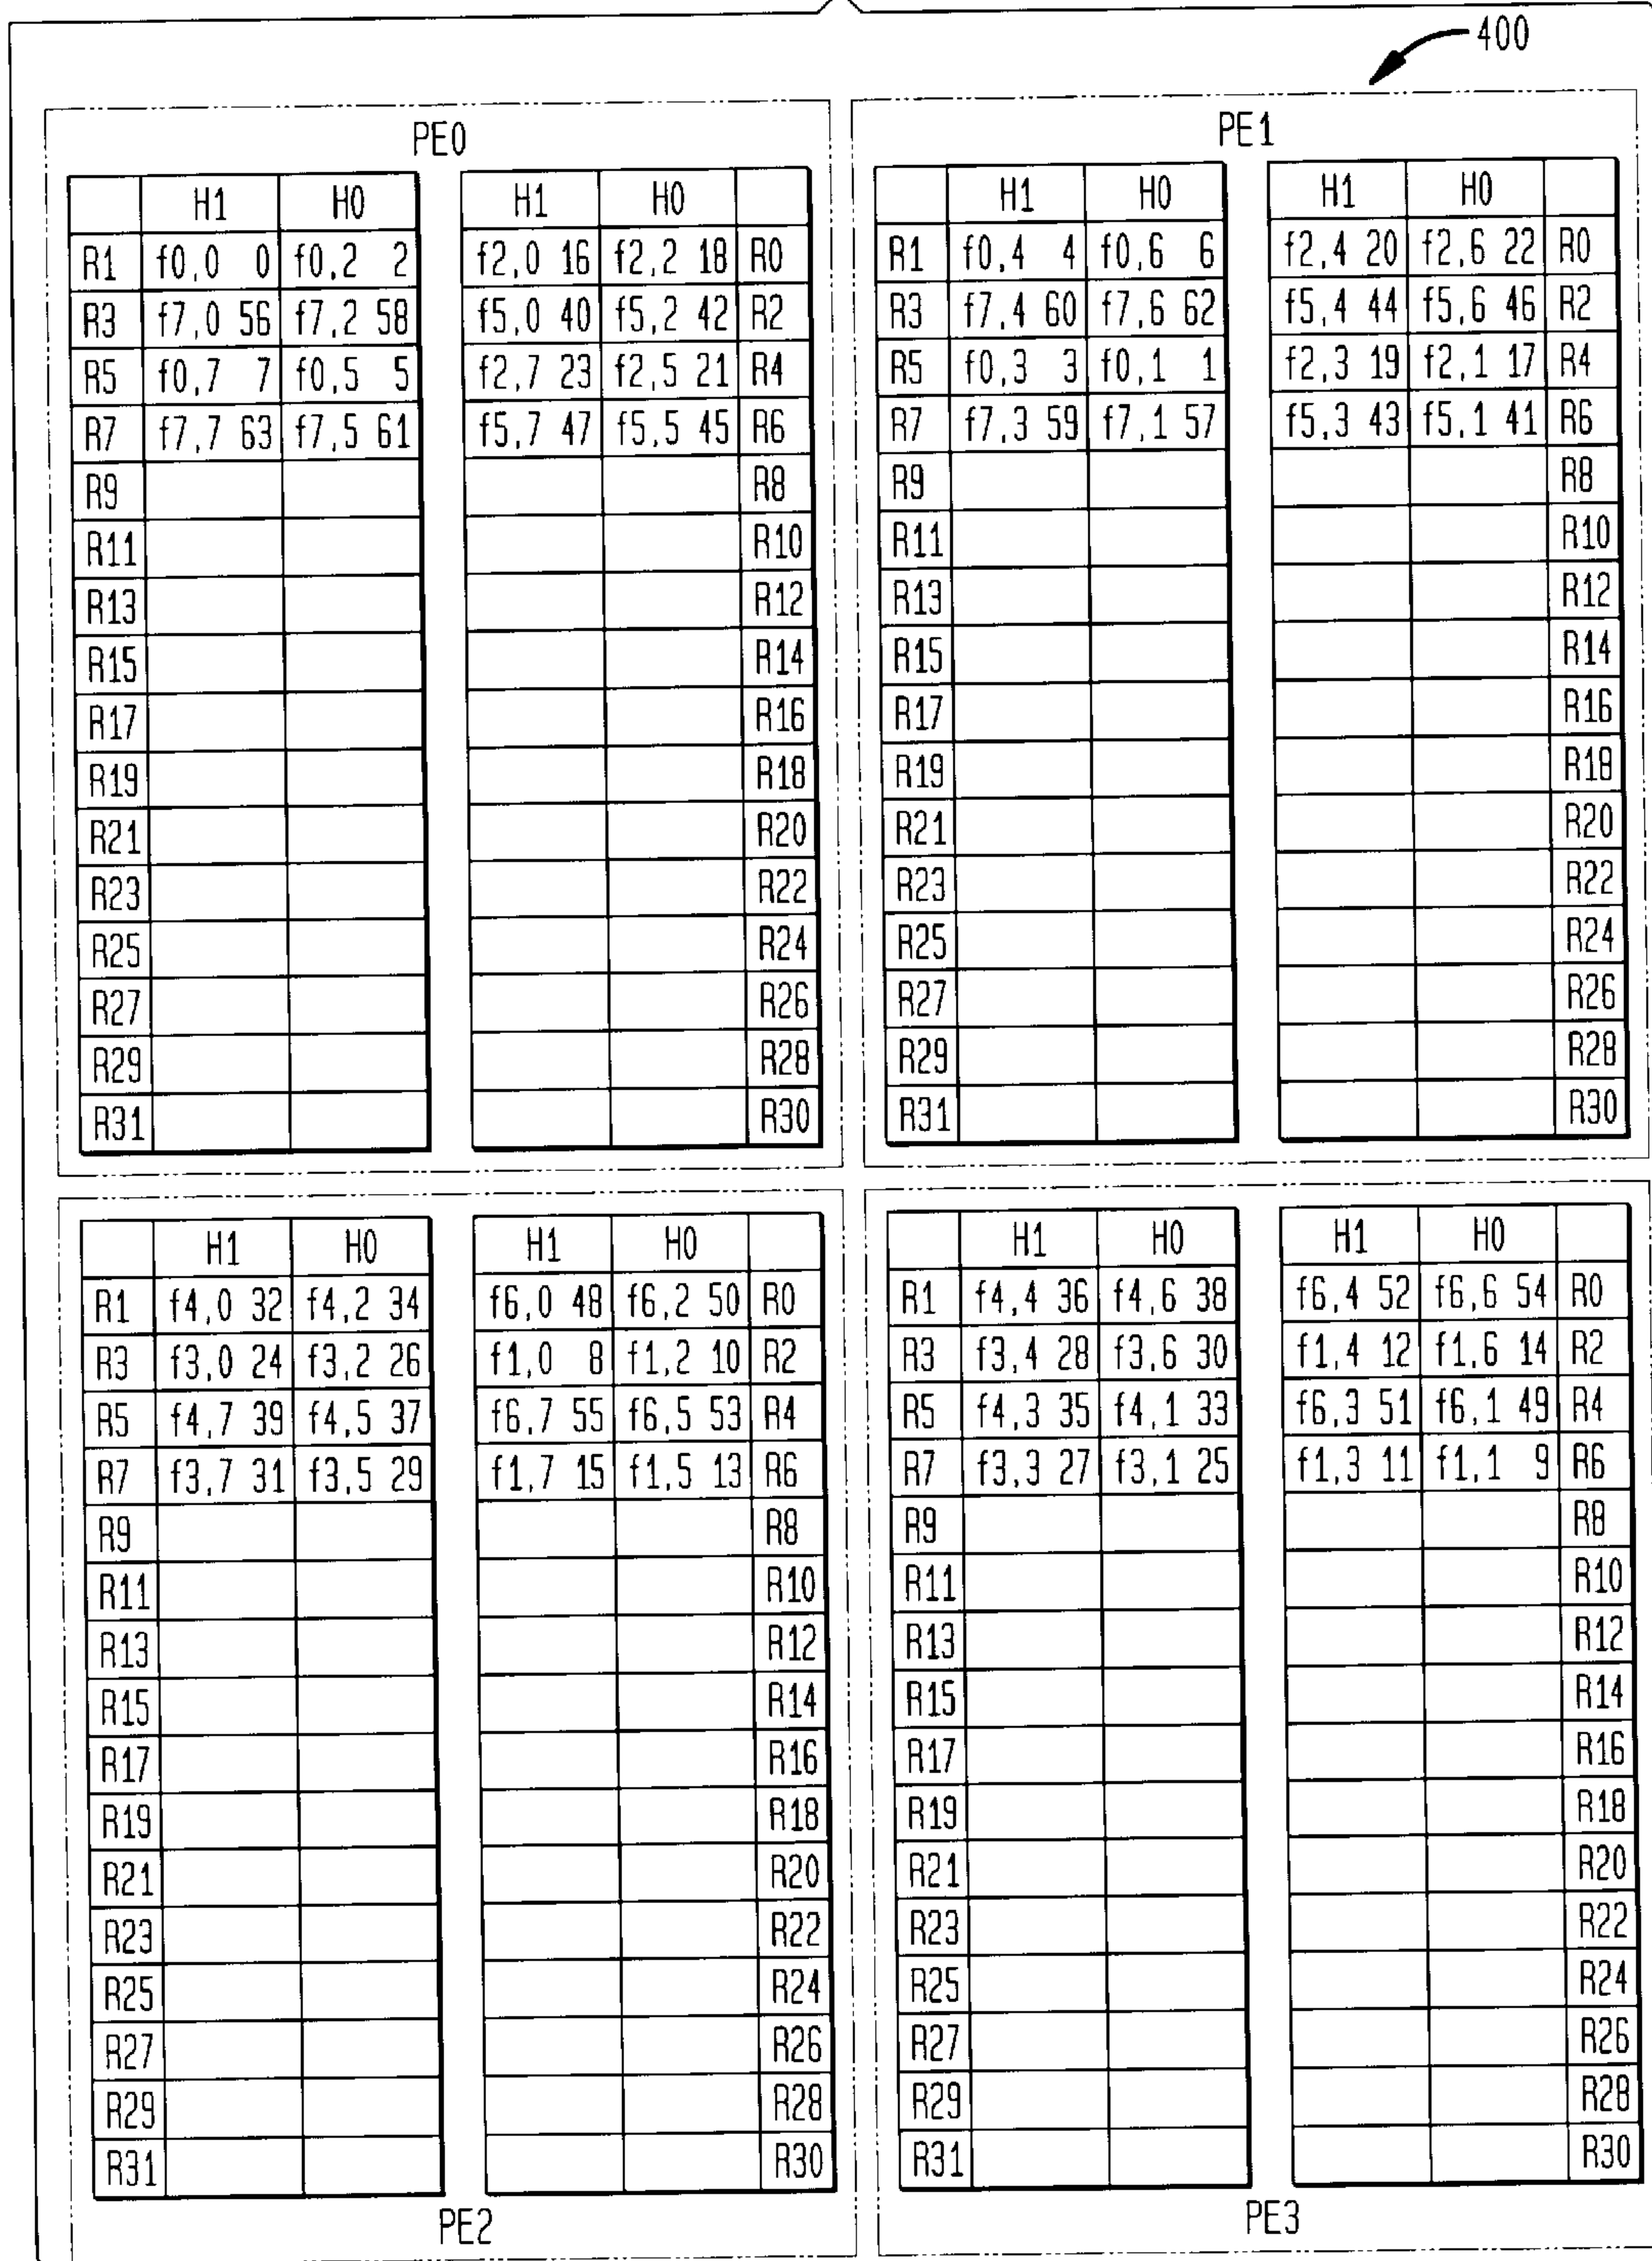 400
PE0
H1 H0 H1 H0
R1 f0,0 0 f0,2 2 f2,0 16 f2,2 18 R0
R3 f7,0 56 f7,2 58 f5,0 40 f5,2 42 R2
R5 f0,7 7 f0,5 5 f2,7 23 f2,5 21 R4
R7 f7,7 63 f7,5 61 f5,7 47 f5,5 45 R6
R9 R8
R11 R10
R13 R12
R15 R14
R17 R16
R19 R18
R21 R20
R23 R22
R25 R24
R27 R26
R29 R28
R31 R30
PE1
H1 H0 H1 H0
R1 f0,4 4 f0,6 6 f2,4 20 f2,6 22 R0
R3 f7,4 60 f7,6 62 f5,4 44 f5,6 46 R2
R5 f0,3 3 f0,1 1 f2,3 19 f2,1 17 R4
R7 f7,3 59 f7,1 57 f5,3 43 f5,1 41 R6
R9 R8
R11 R10
R13 R12
R15 R14
R17 R16
R19 R18
R21 R20
R23 R22
R25 R24
R27 R26
R29 R28
R31 R30
H1 H0 H1 H0
R1 f4,0 32 f4,2 34 f6,0 48 f6,2 50 R0
R3 f3,0 24 f3,2 26 f1,0 8 f1,2 10 R2
R5 f4,7 39 f4,5 37 f6,7 55 f6,5 53 R4
R7 f3,7 31 f3,5 29 f1,7 15 f1,5 13 R6
R9 R8
R11 R10
R13 R12
R15 R14
R17 R16
R19 R18
R21 R20
R23 R22
R25 R24
R27 R26
R29 R28
R31 R30
PE2
H1 H0 H1 H0
R1 f4,4 36 f4,6 38 f6,4 52 f6,6 54 R0
R3 f3,4 28 f3,6 30 f1,4 12 f1,6 14 R2
R5 f4,3 35 f4,1 33 f6,3 51 f6,1 49 R4
R7 f3,3 27 f3,1 25 f1,3 11 f1,1 9 R6
R9 R8
R11 R10
R13 R12
R15 R14
R17 R16
R19 R18
R21 R20
R23 R22
R25 R24
R27 R26
R29 R28
R31 R30
PE3